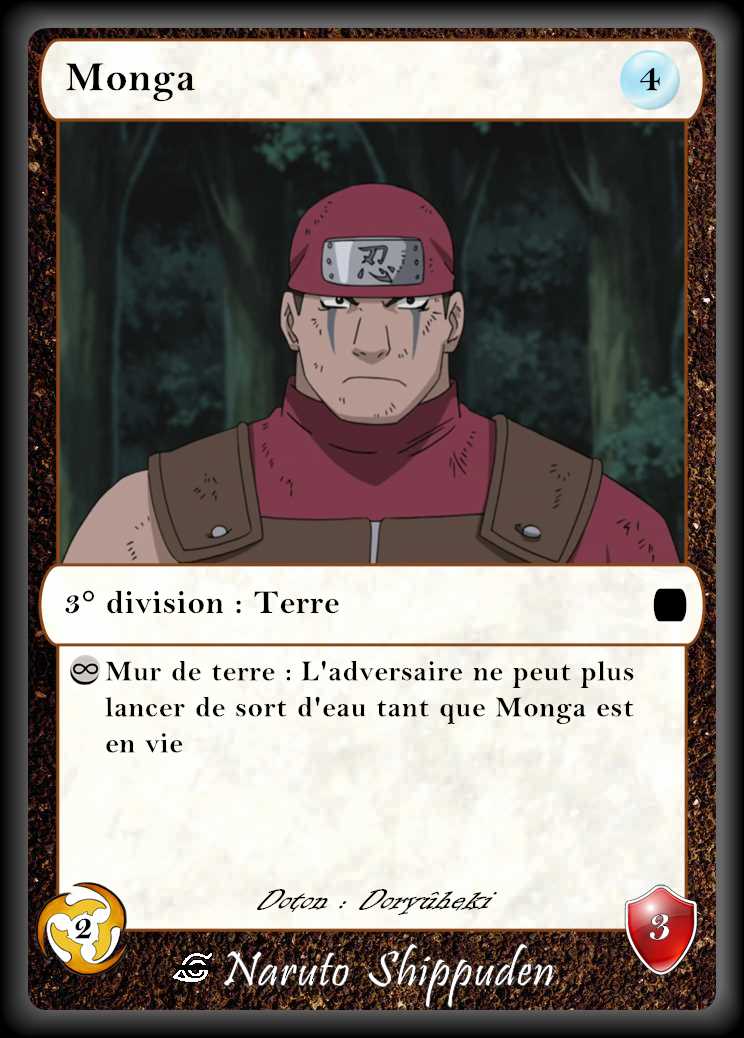 Monga
4
忍
3° division : Terre
∞ Mur de terre : L'adversaire ne peut plus
lancer de sort d'eau tant que Monga est
en vie
Doton : Doryûheki
2
3
Naruto Shippuden